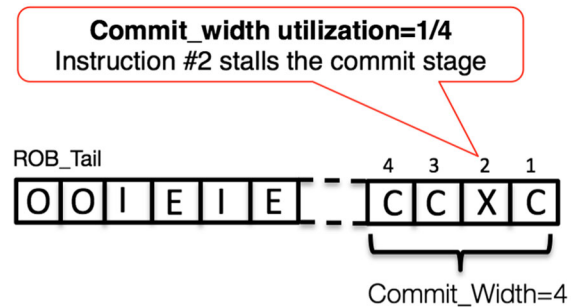 Commit_width utilization=1/4
Instruction #2 stalls the commit stage
ROB_Tail
4 3 2 1
O O I E I E C C X C
Commit_Width=4